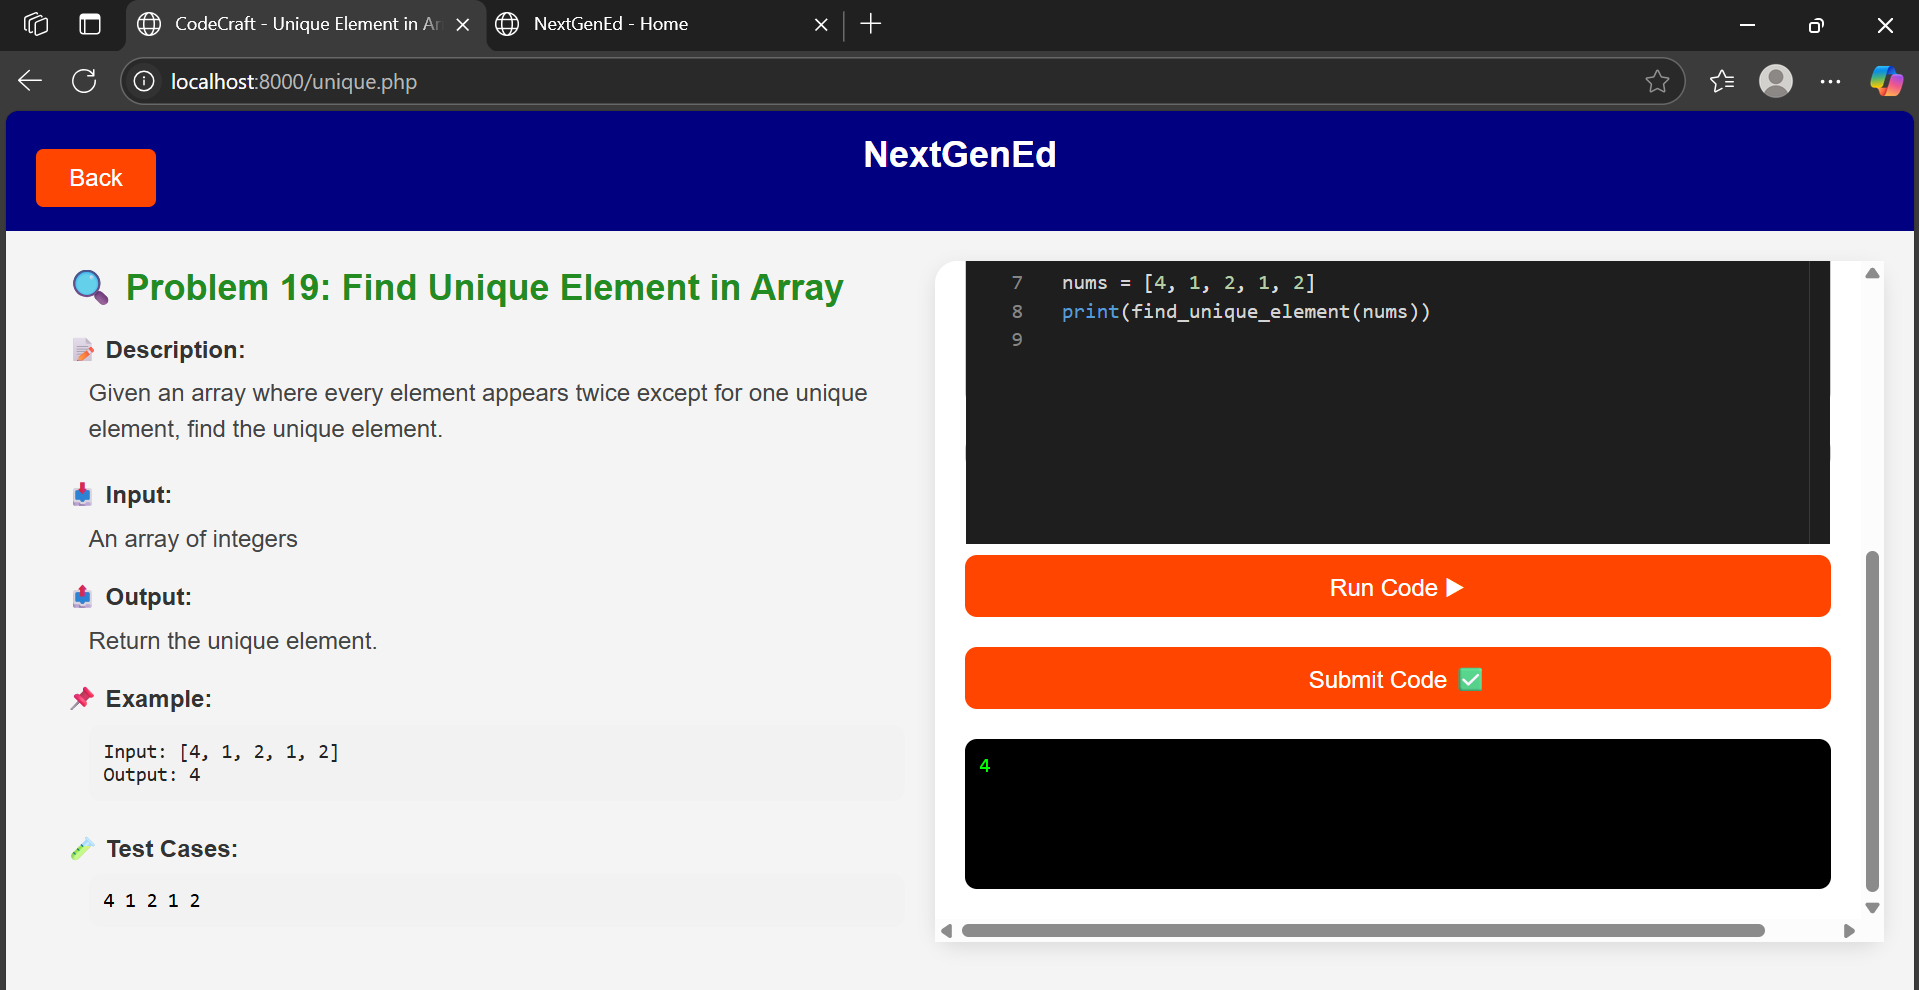 CodeCraft - Unique Element in Ar
NextGenEd - Home
localhost:8000/unique.php
Back
NextGenEd
Problem 19: Find Unique Element in Array
Description:
Given an array where every element appears twice except for one unique
element, find the unique element.
Input:
An array of integers
Output:
Return the unique element.
Example:
Input: [4, 1, 2, 1, 2]
Output: 4
Test Cases:
4 1 2 1 2
7 nums = [4, 1, 2, 1, 2]
8 print(find_unique_element(nums))
9
Run Code ▶
Submit Code ✅
4